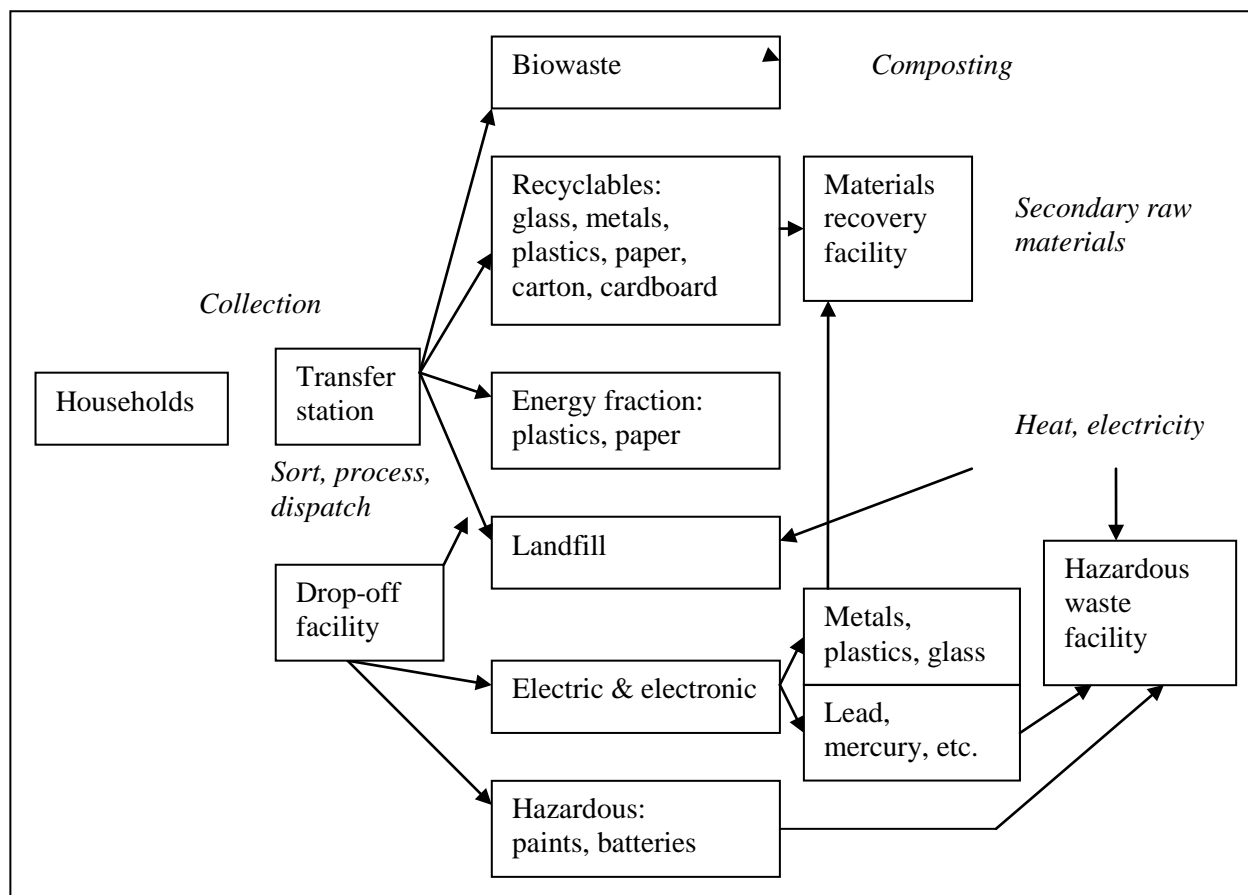 Biowaste
Composting
Recyclables:
glass, metals,
plastics, paper,
carton, cardboard
Materials
recovery
facility
Secondary raw
materials
Collection
Households
Transfer
station
Sort, process,
dispatch
Energy fraction:
plastics, paper
Heat, electricity
Landfill
Drop-off
facility
Hazardous
waste
facility
Metals,
plastics, glass
Electric & electronic
Lead,
mercury, etc.
Hazardous:
paints, batteries